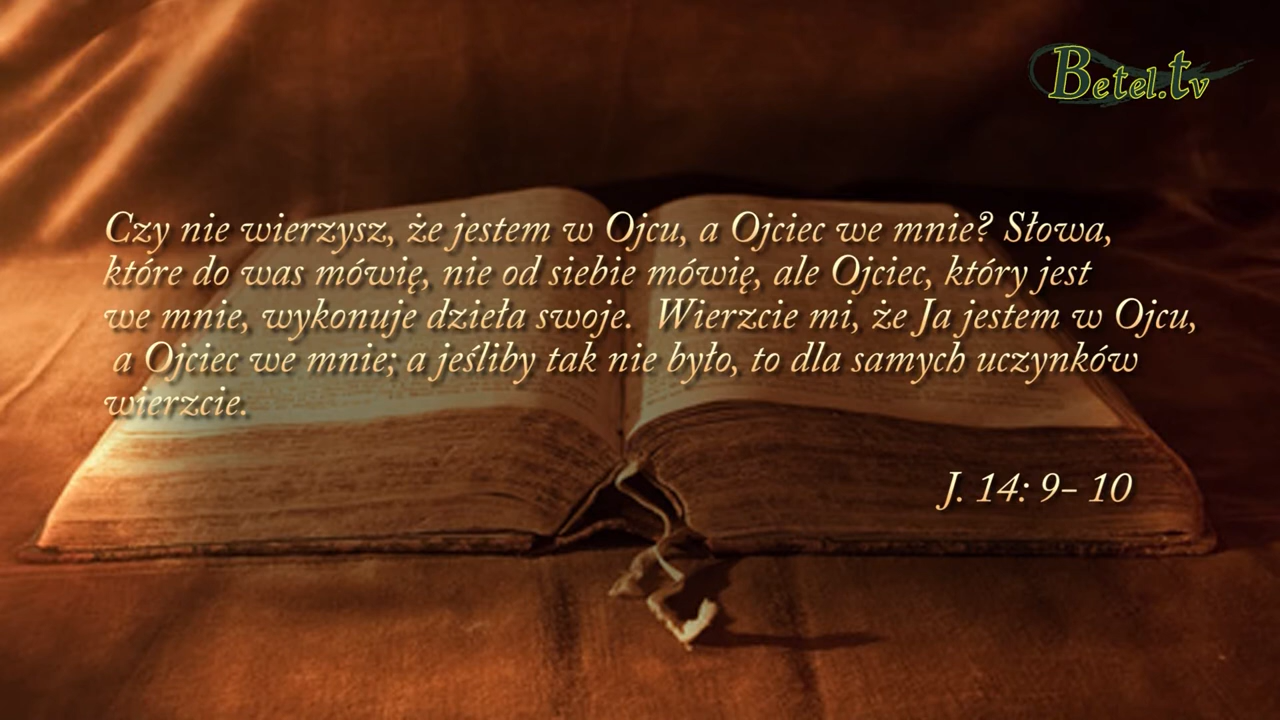 Betel.tv
Czy nie wierzysz, że jestem w Ojcu, a Ojciec we mnie? Słowa,
które do was mówię, nie od siebie mówię, ale Ojciec, który jest
we mnie, wykonuje dzieła swoje. Wierzcie mi, że Ja jestem w Ojcu,
a Ojciec we mnie; a jeśliby tak nie było, to dla samych uczynków
wierzcie.
J. 14: 9– 10